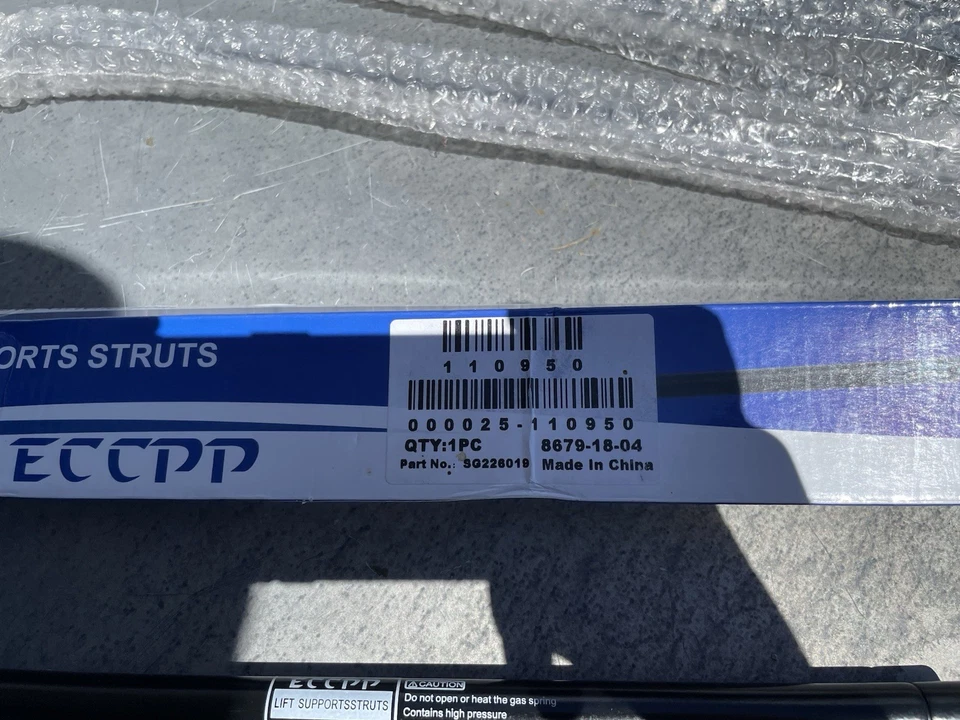 ORTS STRUTS
ECCPP
110950
000025-110950
QTY:1PC 8679-18-04
Part No.: SG226019 Made In China
ECCPP
LIFT SUPPORTSSTRUTS
CAUTION
Do not open or heat the gas spring
Contains high pressure